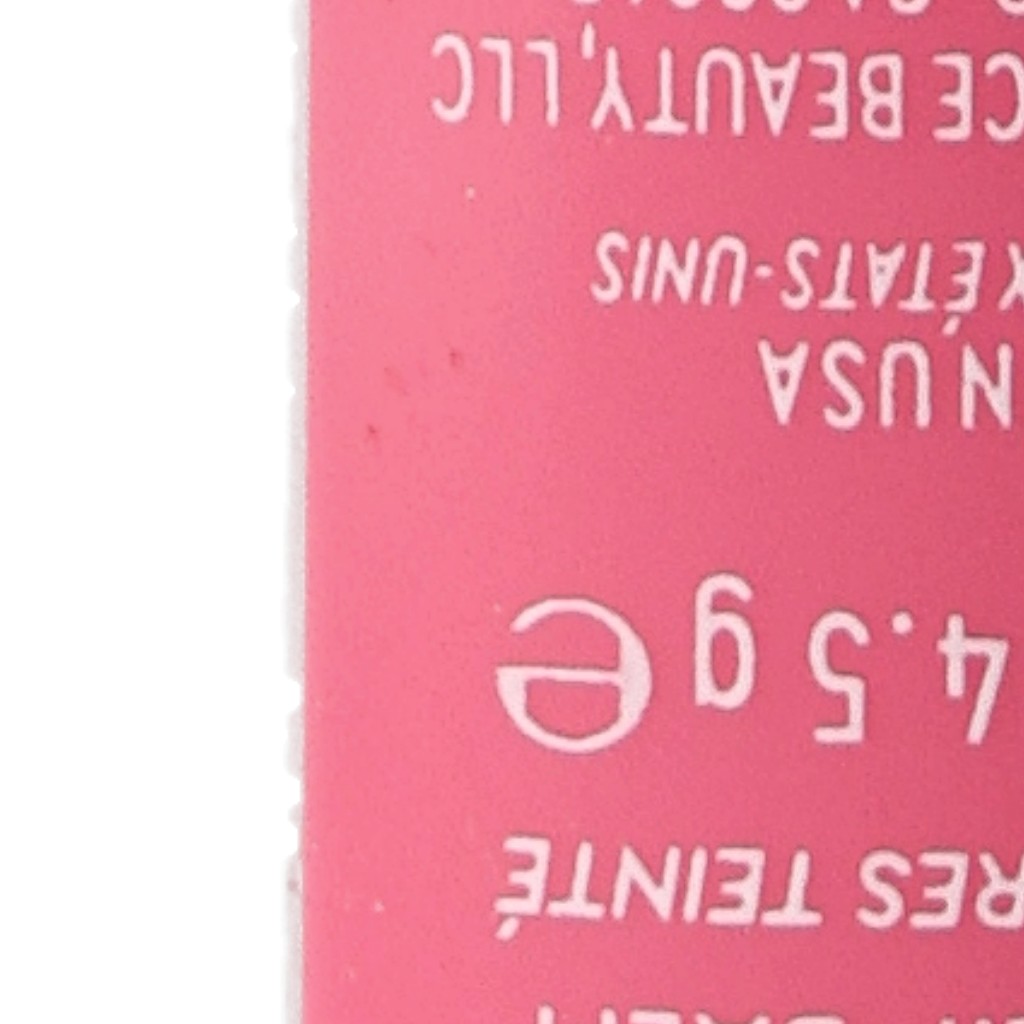 RES TEINTÉ
4.5 g ℮
N USA
X ÉTATS-UNIS
CE BEAUTY, LLC